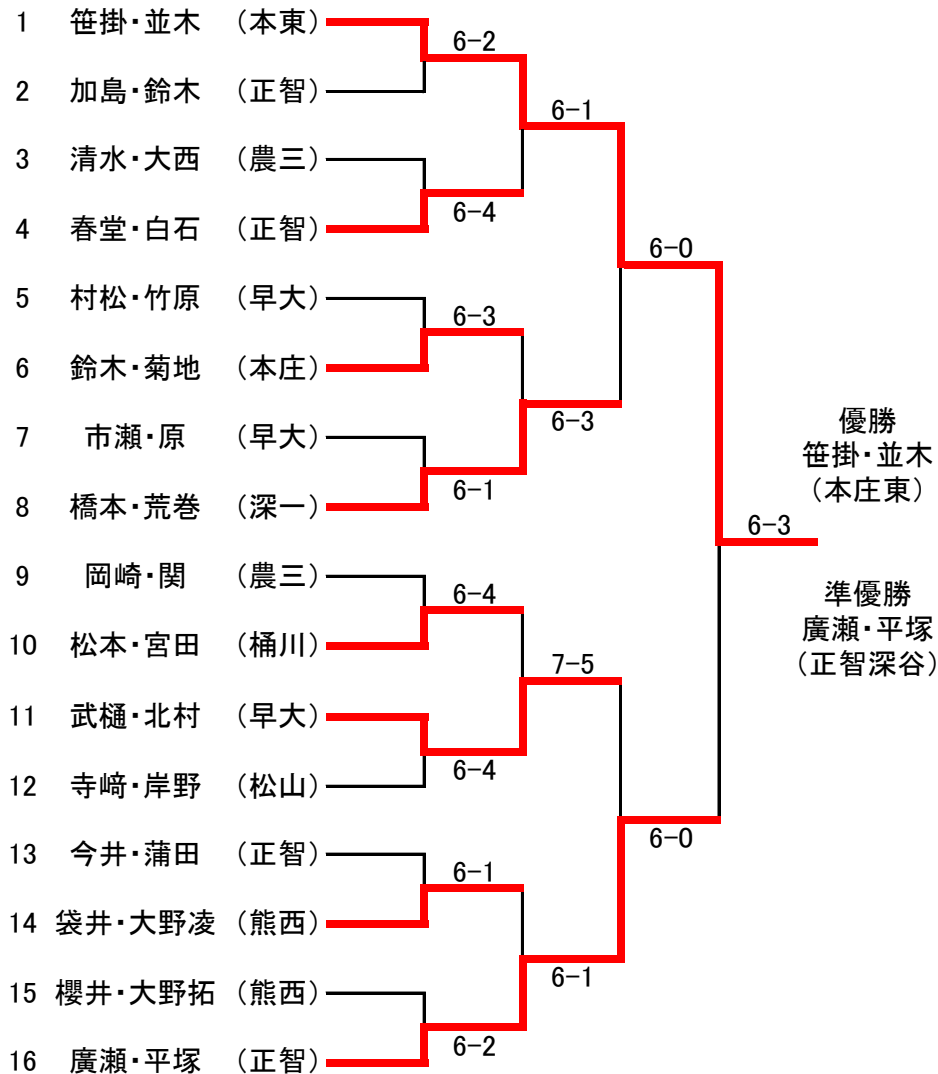 1 笹掛・並木 (本東)
6-2
2 加島・鈴木 (正智)
6-1
3 清水・大西 (農三)
6-4
4 春堂・白石 (正智)
6-0
5 村松・竹原 (早大)
6-3
6 鈴木・菊地 (本庄)
6-3
7 市瀬・原 (早大)
6-1
8 橋本・荒巻 (深一)
優勝
笹掛・並木
(本庄東)
6-3
9 岡崎・関 (農三)
6-4
10 松本・宮田 (桶川)
準優勝
廣瀬・平塚
(正智深谷)
7-5
11 武樋・北村 (早大)
6-4
12 寺﨑・岸野 (松山)
6-0
13 今井・蒲田 (正智)
6-1
14 袋井・大野凌 (熊西)
6-1
15 櫻井・大野拓 (熊西)
6-2
16 廣瀬・平塚 (正智)